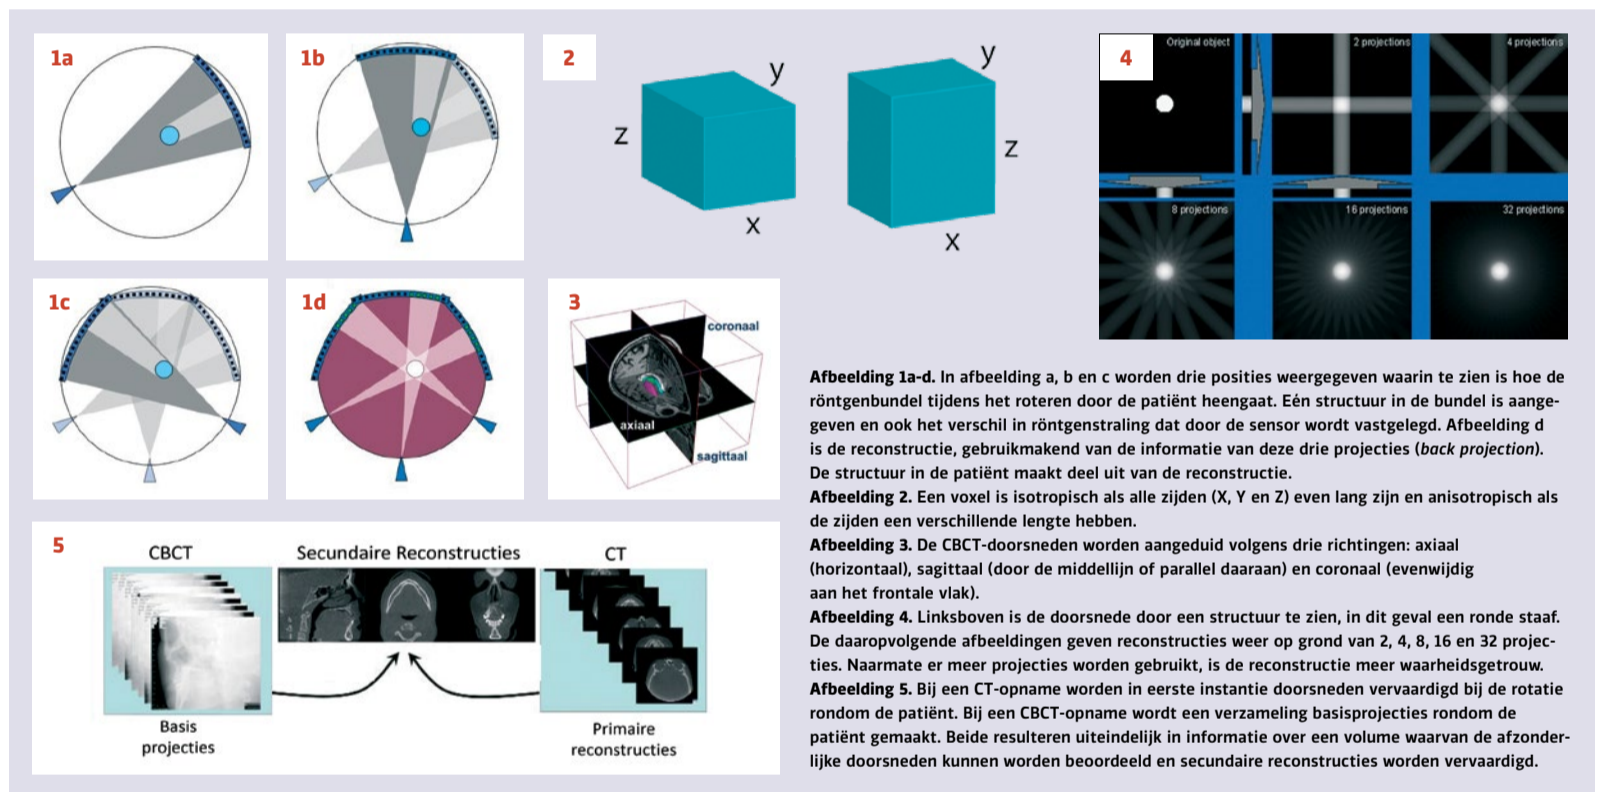 1a
1b
2
y
z
x
y
z
x
4
Original object
2 projections
4 projections
8 projections
16 projections
32 projections
1c
1d
3
coronaal
axiaal
sagittaal
5
CBCT
Secundaire Reconstructies
CT
Basis
projecties
Primaire
reconstructies
Afbeelding 1a-d. In afbeelding a, b en c worden drie posities weergegeven waarin te zien is hoe de
röntgenbundel tijdens het roteren door de patiënt heengaat. Eén structuur in de bundel is aange-
geven en ook het verschil in röntgenstraling dat door de sensor wordt vastgelegd. Afbeelding d
is de reconstructie, gebruikmakend van de informatie van deze drie projecties (back projection).
De structuur in de patiënt maakt deel uit van de reconstructie.
Afbeelding 2. Een voxel is isotropisch als alle zijden (X, Y en Z) even lang zijn en anisotropisch als
de zijden een verschillende lengte hebben.
Afbeelding 3. De CBCT-doorsneden worden aangeduid volgens drie richtingen: axiaal
(horizontaal), sagittaal (door de middellijn of parallel daaraan) en coronaal (evenwijdig
aan het frontale vlak).
Afbeelding 4. Linksboven is de doorsnede door een structuur te zien, in dit geval een ronde staaf.
De daaropvolgende afbeeldingen geven reconstructies weer op grond van 2, 4, 8, 16 en 32 projec-
ties. Naarmate er meer projecties worden gebruikt, is de reconstructie meer waarheidsgetrouw.
Afbeelding 5. Bij een CT-opname worden in eerste instantie doorsneden vervaardigd bij de rotatie
rondom de patiënt. Bij een CBCT-opname wordt een verzameling basisprojecties rondom de
patiënt gemaakt. Beide resulteren uiteindelijk in informatie over een volume waarvan de afzonder-
lijke doorsneden kunnen worden beoordeeld en secundaire reconstructies worden vervaardigd.